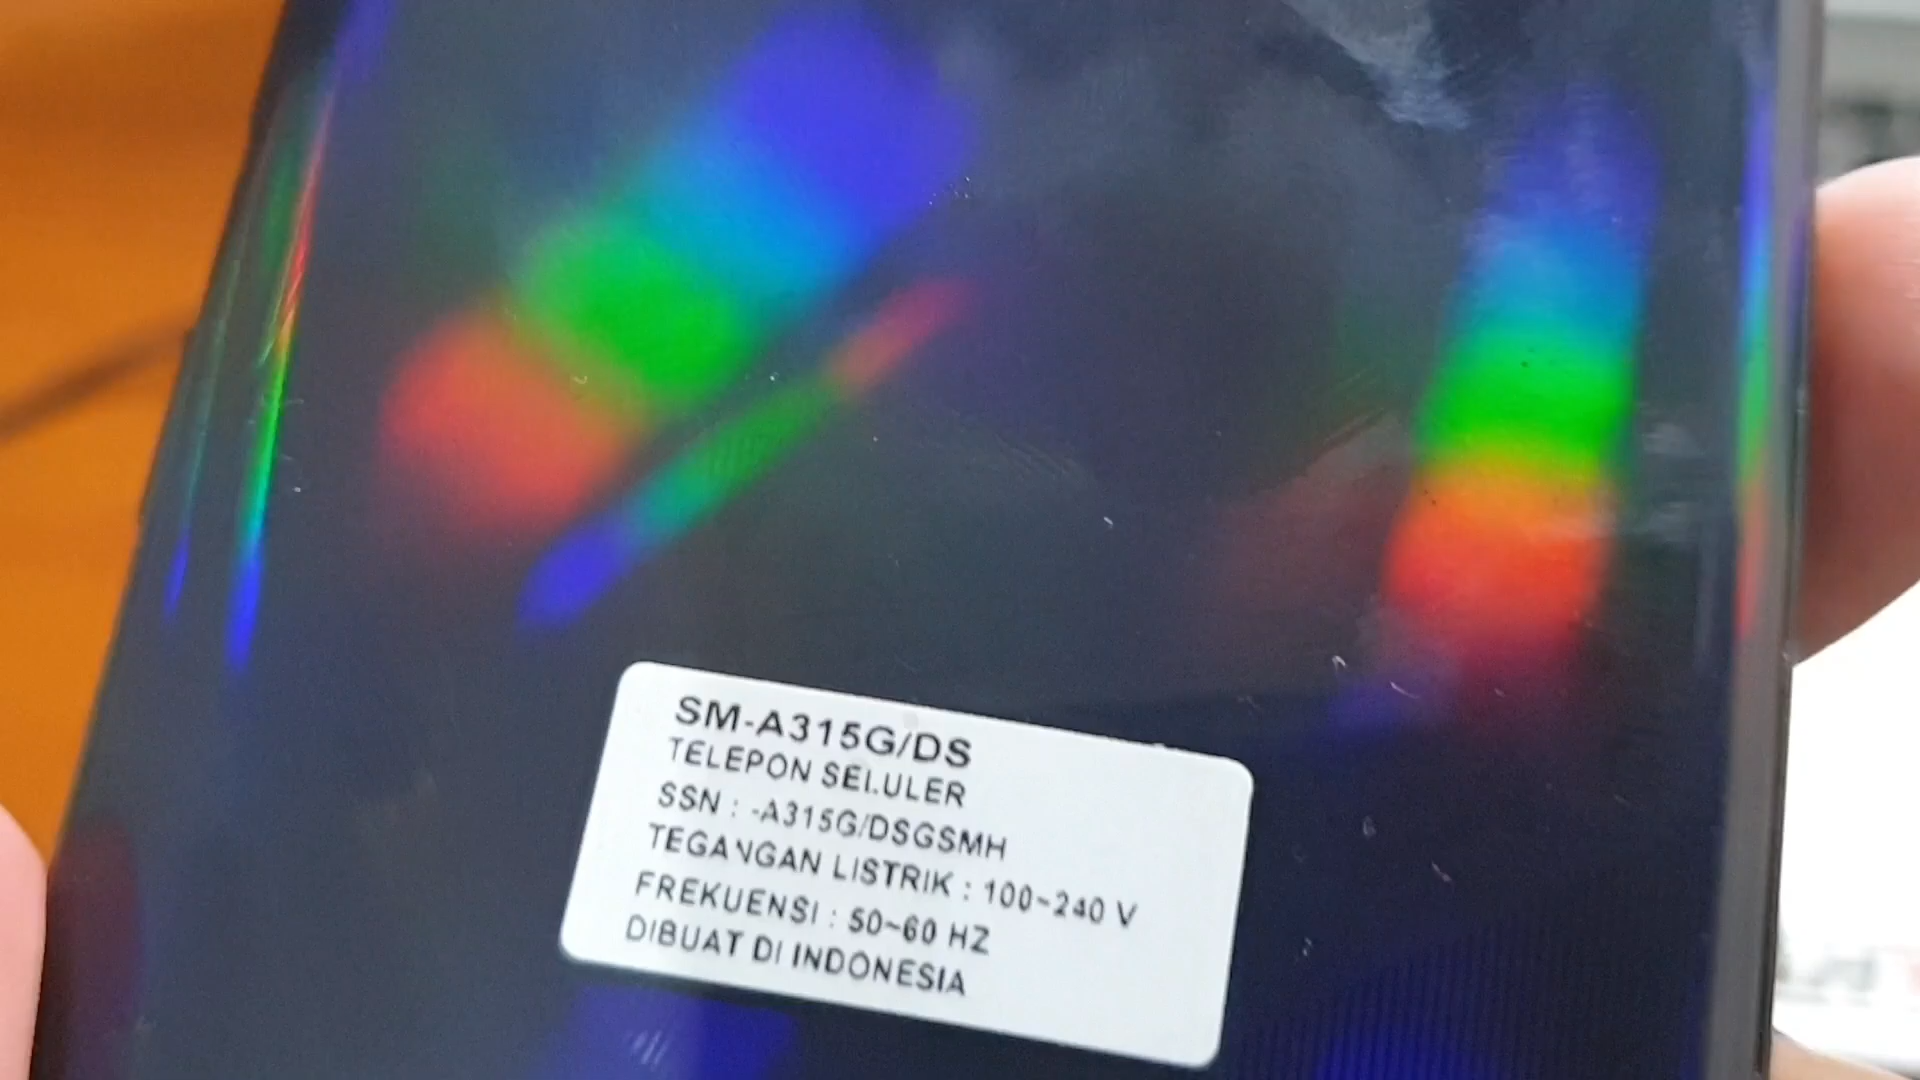 SM-A315G/DS
TELEPON SELULER
SSN : -A315G/DSGSMH
TEGANGAN LISTRIK : 100~240 V
FREKUENSI : 50~60 HZ
DIBUAT DI INDONESIA